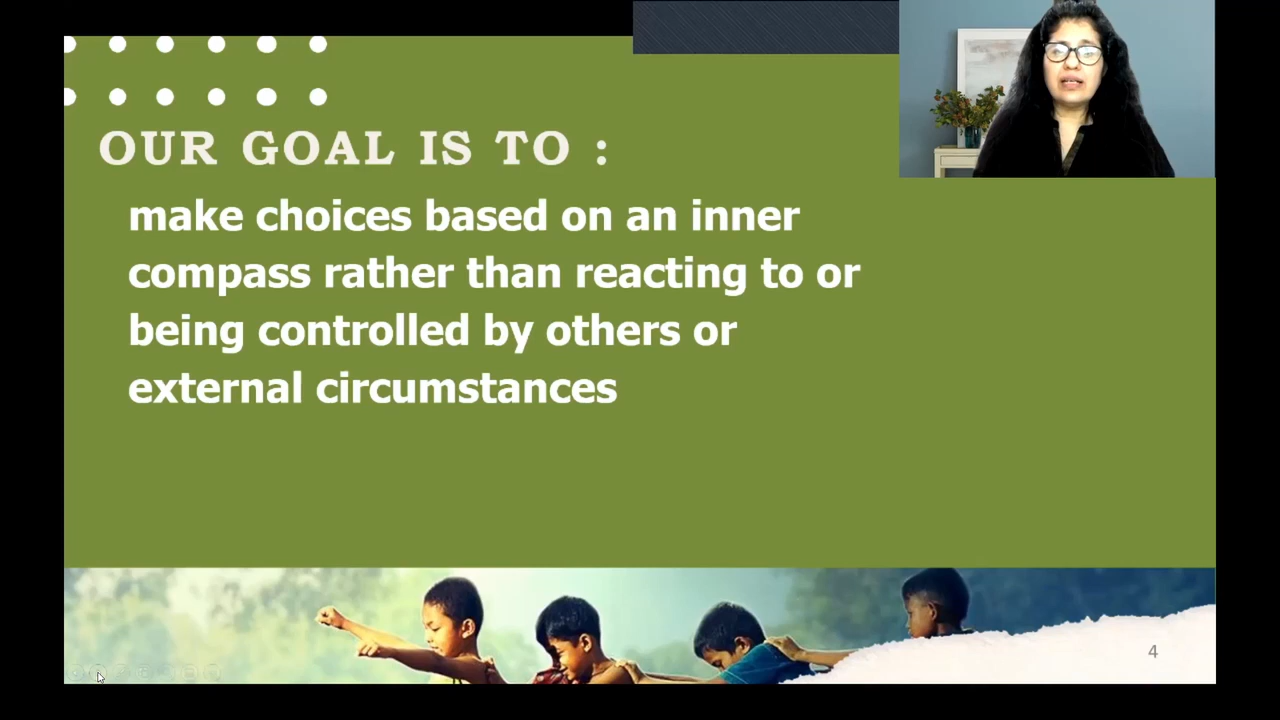 OUR GOAL IS TO :
make choices based on an inner
compass rather than reacting to or
being controlled by others or
external circumstances
4